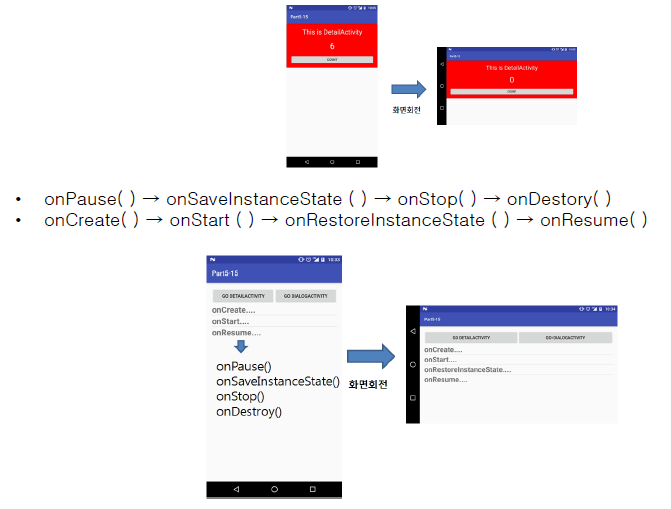 10:35
Part5-15
This is DetailActivity
6
COUNT
화면회전
Part5-15
This is DetailActivity
0
COUNT
• onPause( ) → onSaveInstanceState ( ) → onStop( ) → onDestory( )
• onCreate( ) → onStart ( ) → onRestoreInstanceState ( ) → onResume( )
10:33
Part5-15
GO DETAILACTIVITY GO DIALOGACTIVITY
onCreate....
onStart....
onResume....
onPause()
onSaveInstanceState()
onStop()
onDestroy()
화면회전
10:34
Part5-15
GO DETAILACTIVITY GO DIALOGACTIVITY
onCreate....
onStart....
onRestoreInstanceState....
onResume....